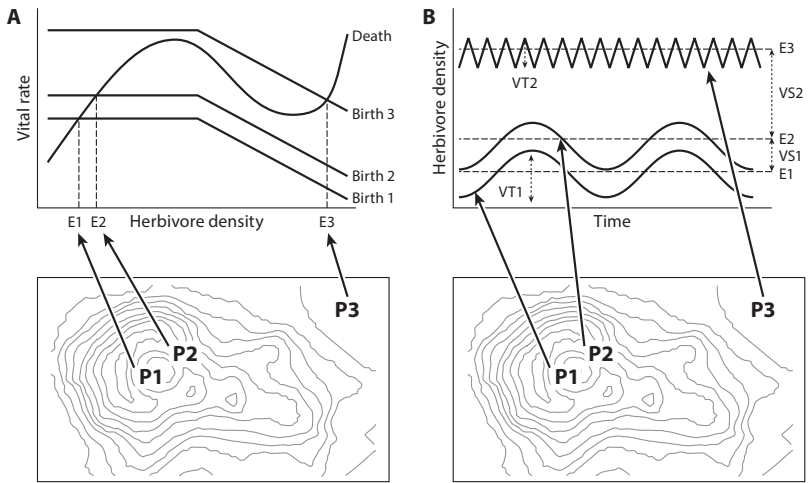 A
Vital rate
Death
Birth 3
Birth 2
Birth 1
E1 E2 Herbivore density E3
P3
P2
P1
B
Herbivore density
E3
VT2
VS2
E2
VS1
E1
VT1
Time
P3
P2
P1